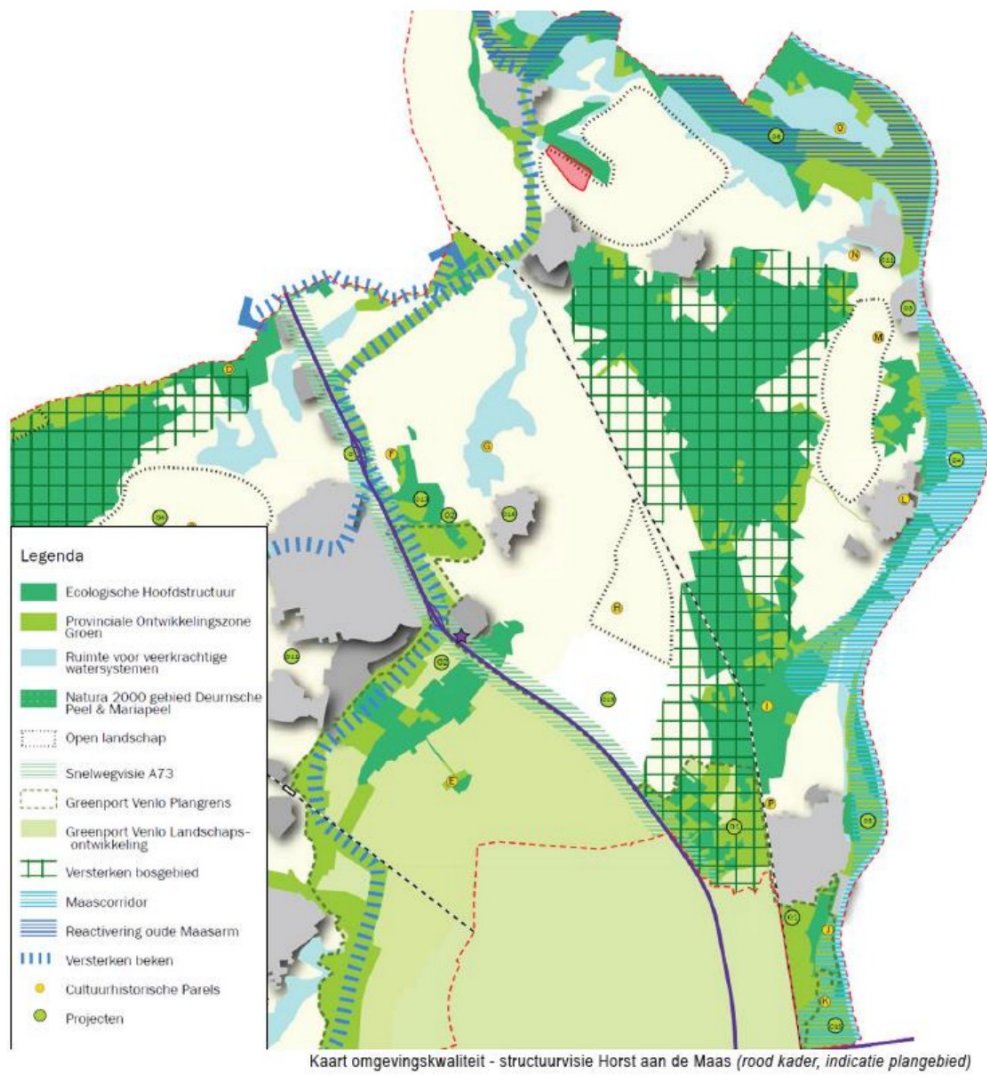 Legenda
Ecologische Hoofdstructuur
Provinciale Ontwikkelingszone
Groen
Ruimte voor veerkrachtige
watersystemen
Natura 2000 gebied Deurnsche
Peel & Mariapeel
Open landschap
Snelwegvisie A73
Greenport Venlo Plangrens
Greenport Venlo Landschaps-
ontwikkeling
Versterken bosgebied
Maascorridor
Reactivering oude Maasarm
Versterken beken
Cultuurhistorische Parels
Projecten
N
M
D
F
G
L
I
E
P
J
K
Kaart omgevingskwaliteit - structuurvisie Horst aan de Maas (rood kader, indicatie plangebied)